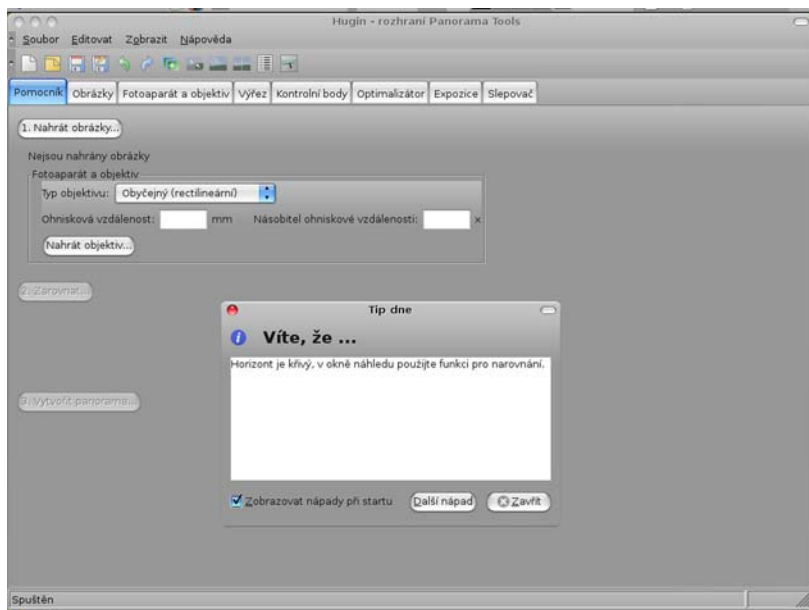 Hugin - rozhraní Panorama Tools
Soubor Editovat Zobrazit Nápověda
Pomocník Obrázky Fotoaparát a objektiv Výřez Kontrolní body Optimalizátor Expozice Slepovač
1. Nahrát obrázky...
Nejsou nahrány obrázky
Fotoaparát a objektiv
Typ objektivu: Obyčejný (rectilineární)
Ohnisková vzdálenost: mm Násobitel ohniskové vzdálenosti: x
Nahrát objektiv...
2. Zarovnat...
Tip dne
Víte, že ...
Horizont je křivý, v okně náhledu použijte funkci pro narovnání.
3. Vytvořit panorama...
Zobrazovat nápady při startu Další nápad Zavřít
Spuštěn